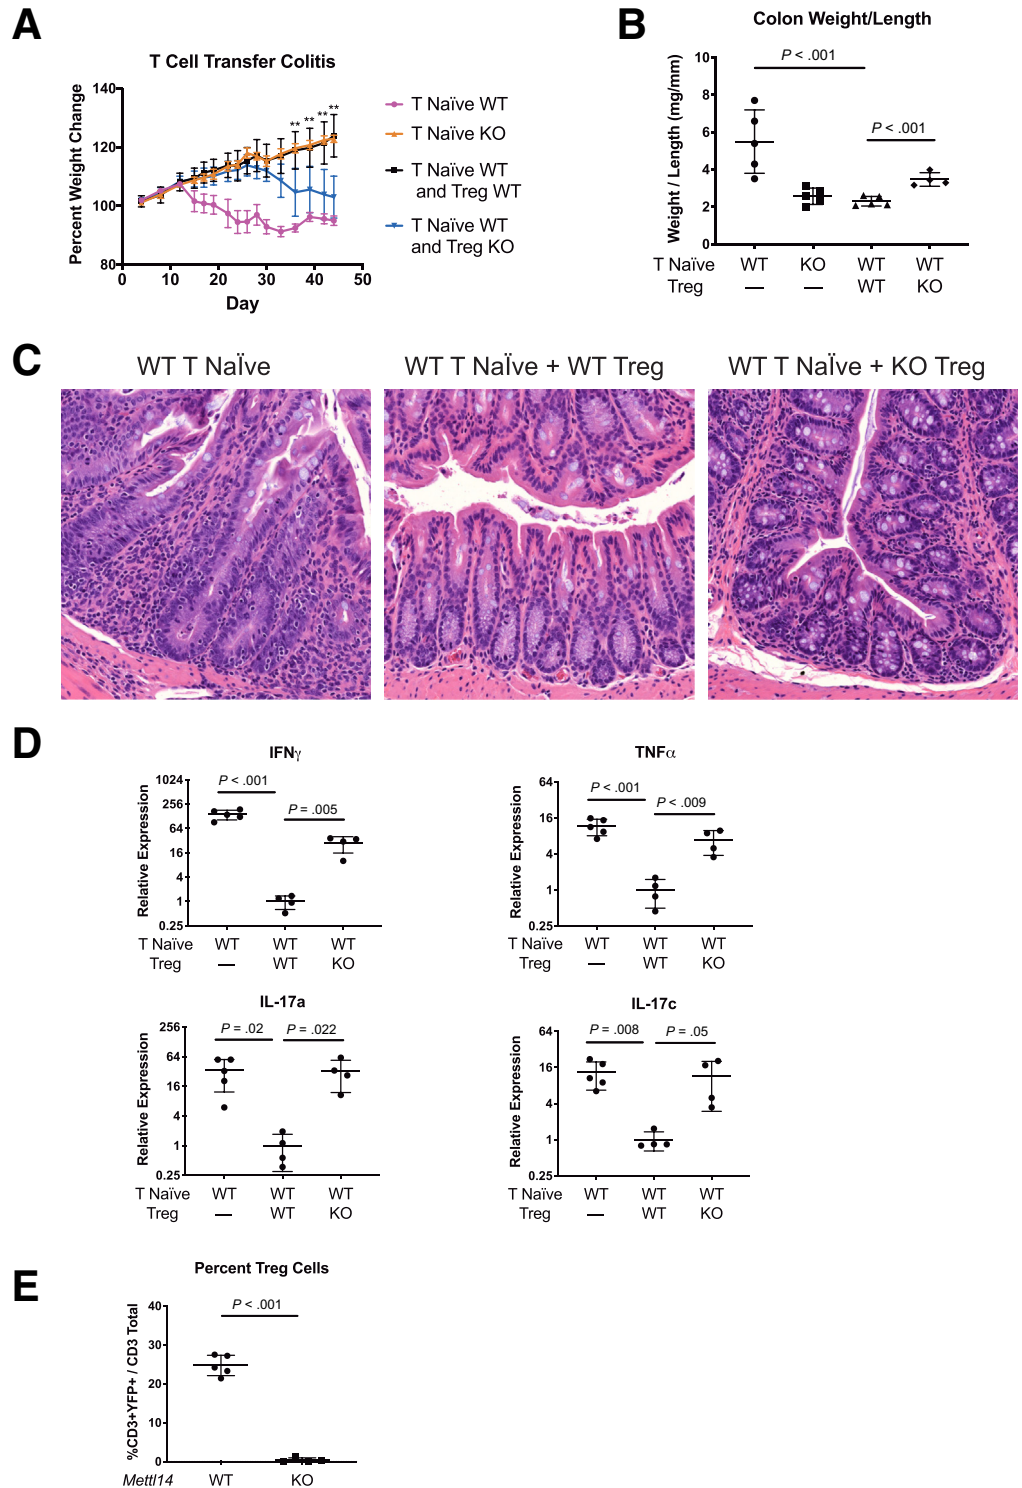 A
T Cell Transfer Colitis
Percent Weight Change
140
120
100
80
0
10
20
30
40
50
Day
**
**
**
**
T Naïve WT
T Naïve KO
T Naïve WT
and Treg WT
T Naïve WT
and Treg KO
B
Colon Weight/Length
Weight / Length (mg/mm)
10
8
6
4
2
0
P < .001
P < .001
T Naïve WT KO WT WT
Treg — — WT KO
C
WT T NaÏve
WT T NaÏve + WT Treg
WT T NaÏve + KO Treg
D
IFNγ
Relative Expression
1024
256
64
16
4
1
0.25
P < .001
P = .005
T Naïve WT WT WT
Treg — WT KO
TNFα
Relative Expression
64
16
4
1
0.25
P < .001
P < .009
T Naïve WT WT WT
Treg — WT KO
IL-17a
Relative Expression
256
64
16
4
1
0.25
P = .02
P = .022
T Naïve WT WT WT
Treg — WT KO
IL-17c
Relative Expression
64
16
4
1
0.25
P = .008
P = .05
T Naïve WT WT WT
Treg — WT KO
E
Percent Treg Cells
%CD3+YFP+ / CD3 Total
40
30
20
10
0
P < .001
Mettl14 WT KO